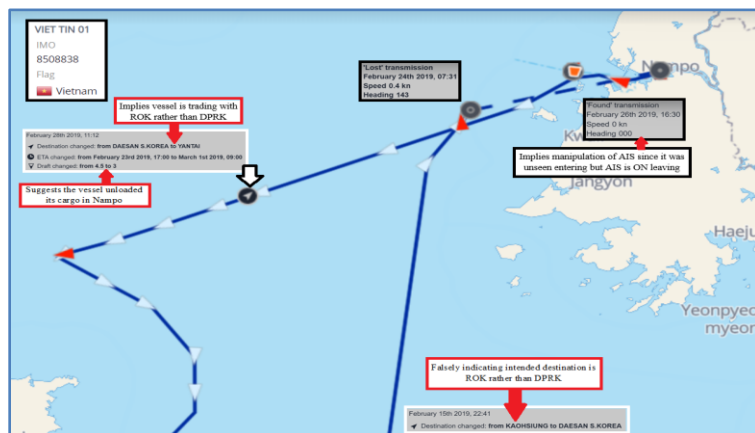 VIET TIN 01
IMO
8508838
Flag
Vietnam
'Lost' transmission
February 24th 2019, 07:31
Speed 0.4 kn
Heading 143
Nampo
'Found' transmission
February 26th 2019, 16:30
Speed 0 kn
Heading 000
Implies vessel is trading with
ROK rather than DPRK
February 28th 2019, 11:12
Destination changed: from DAESAN S.KOREA to YANTAI
ETA changed: from February 23rd 2019, 17:00 to March 1st 2019, 09:00
Draft changed: from 4.5 to 3
Suggests the vessel unloaded
its cargo in Nampo
Kw
Implies manipulation of AIS since it was
unseen entering but AIS is ON leaving
Jangyon
Haeju
Yeonpyeo
myeon
Falsely indicating intended destination is
ROK rather than DPRK
February 15th 2019, 22:41
Destination changed: from KAOHSIUNG to DAESAN S.KOREA